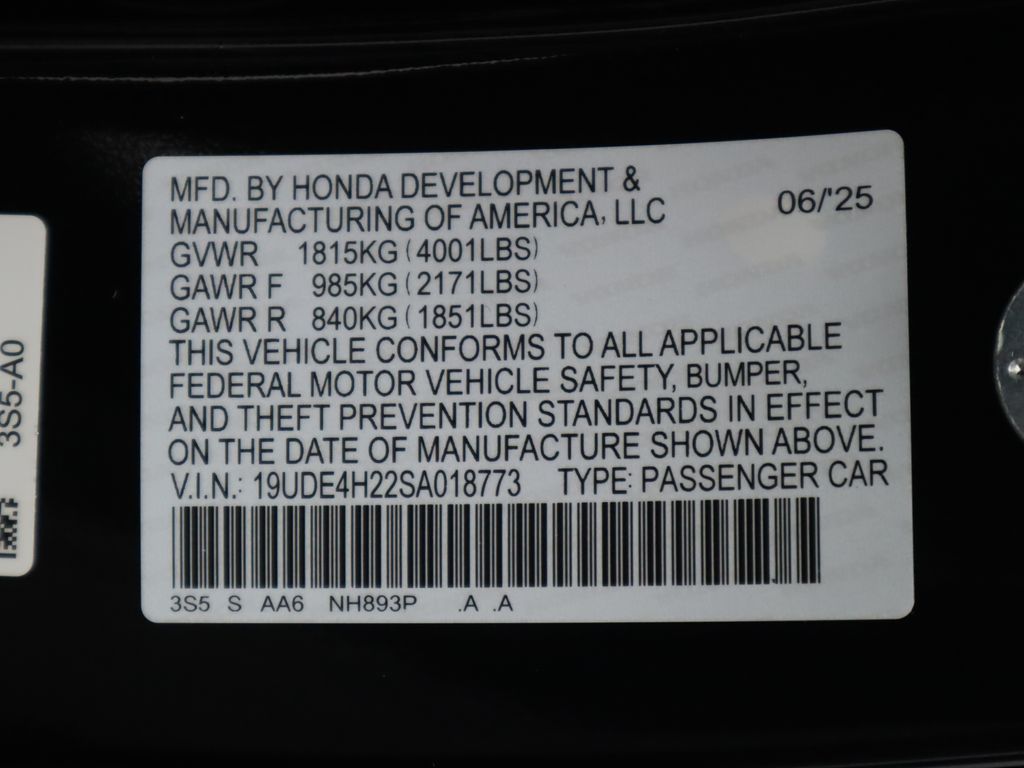 MFD. BY HONDA DEVELOPMENT &
MANUFACTURING OF AMERICA, LLC 06/'25
GVWR 1815KG (4001LBS)
GAWR F 985KG (2171LBS)
GAWR R 840KG (1851LBS)
THIS VEHICLE CONFORMS TO ALL APPLICABLE
FEDERAL MOTOR VEHICLE SAFETY, BUMPER,
AND THEFT PREVENTION STANDARDS IN EFFECT
ON THE DATE OF MANUFACTURE SHOWN ABOVE.
V.I.N.: 19UDE4H22SA018773 TYPE: PASSENGER CAR
3S5 S AA6 NH893P .A .A
3S5-A0